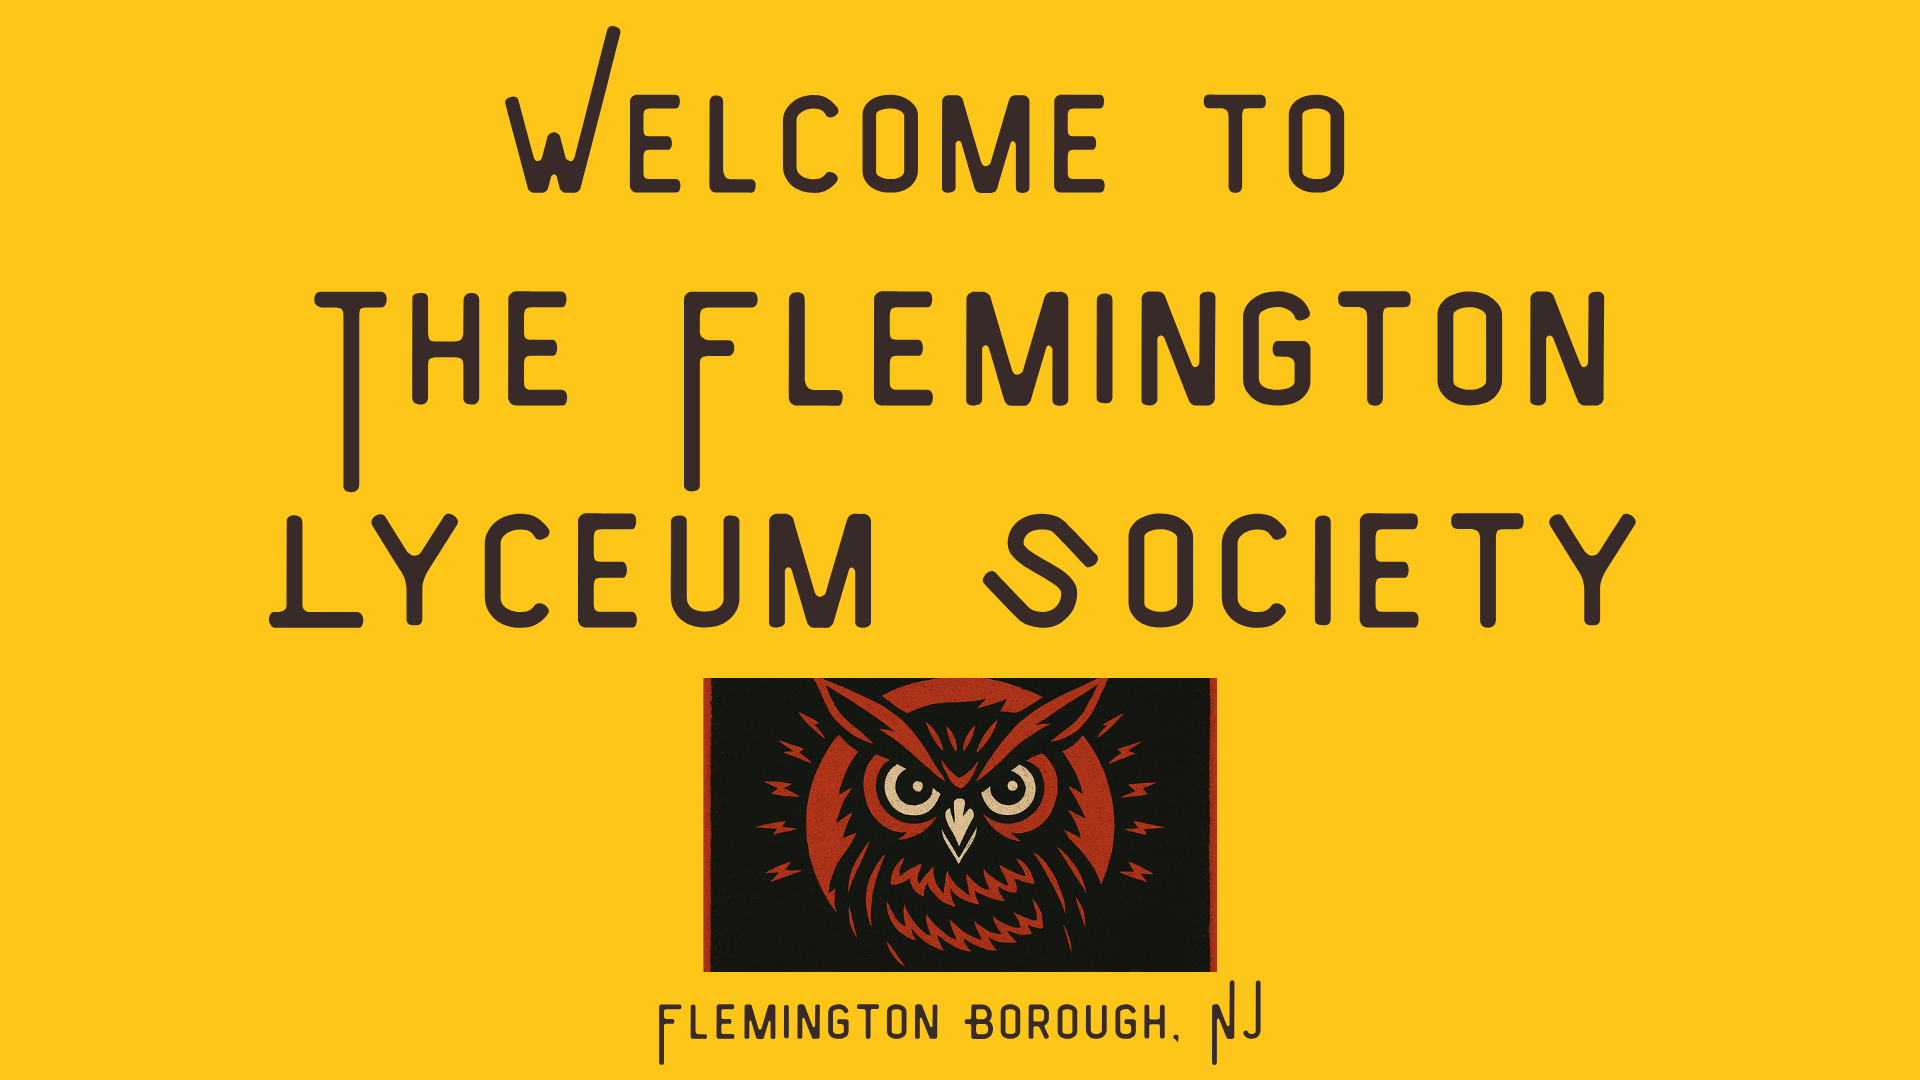 Welcome to
The Flemington
Lyceum Society
Flemington Borough, NJ